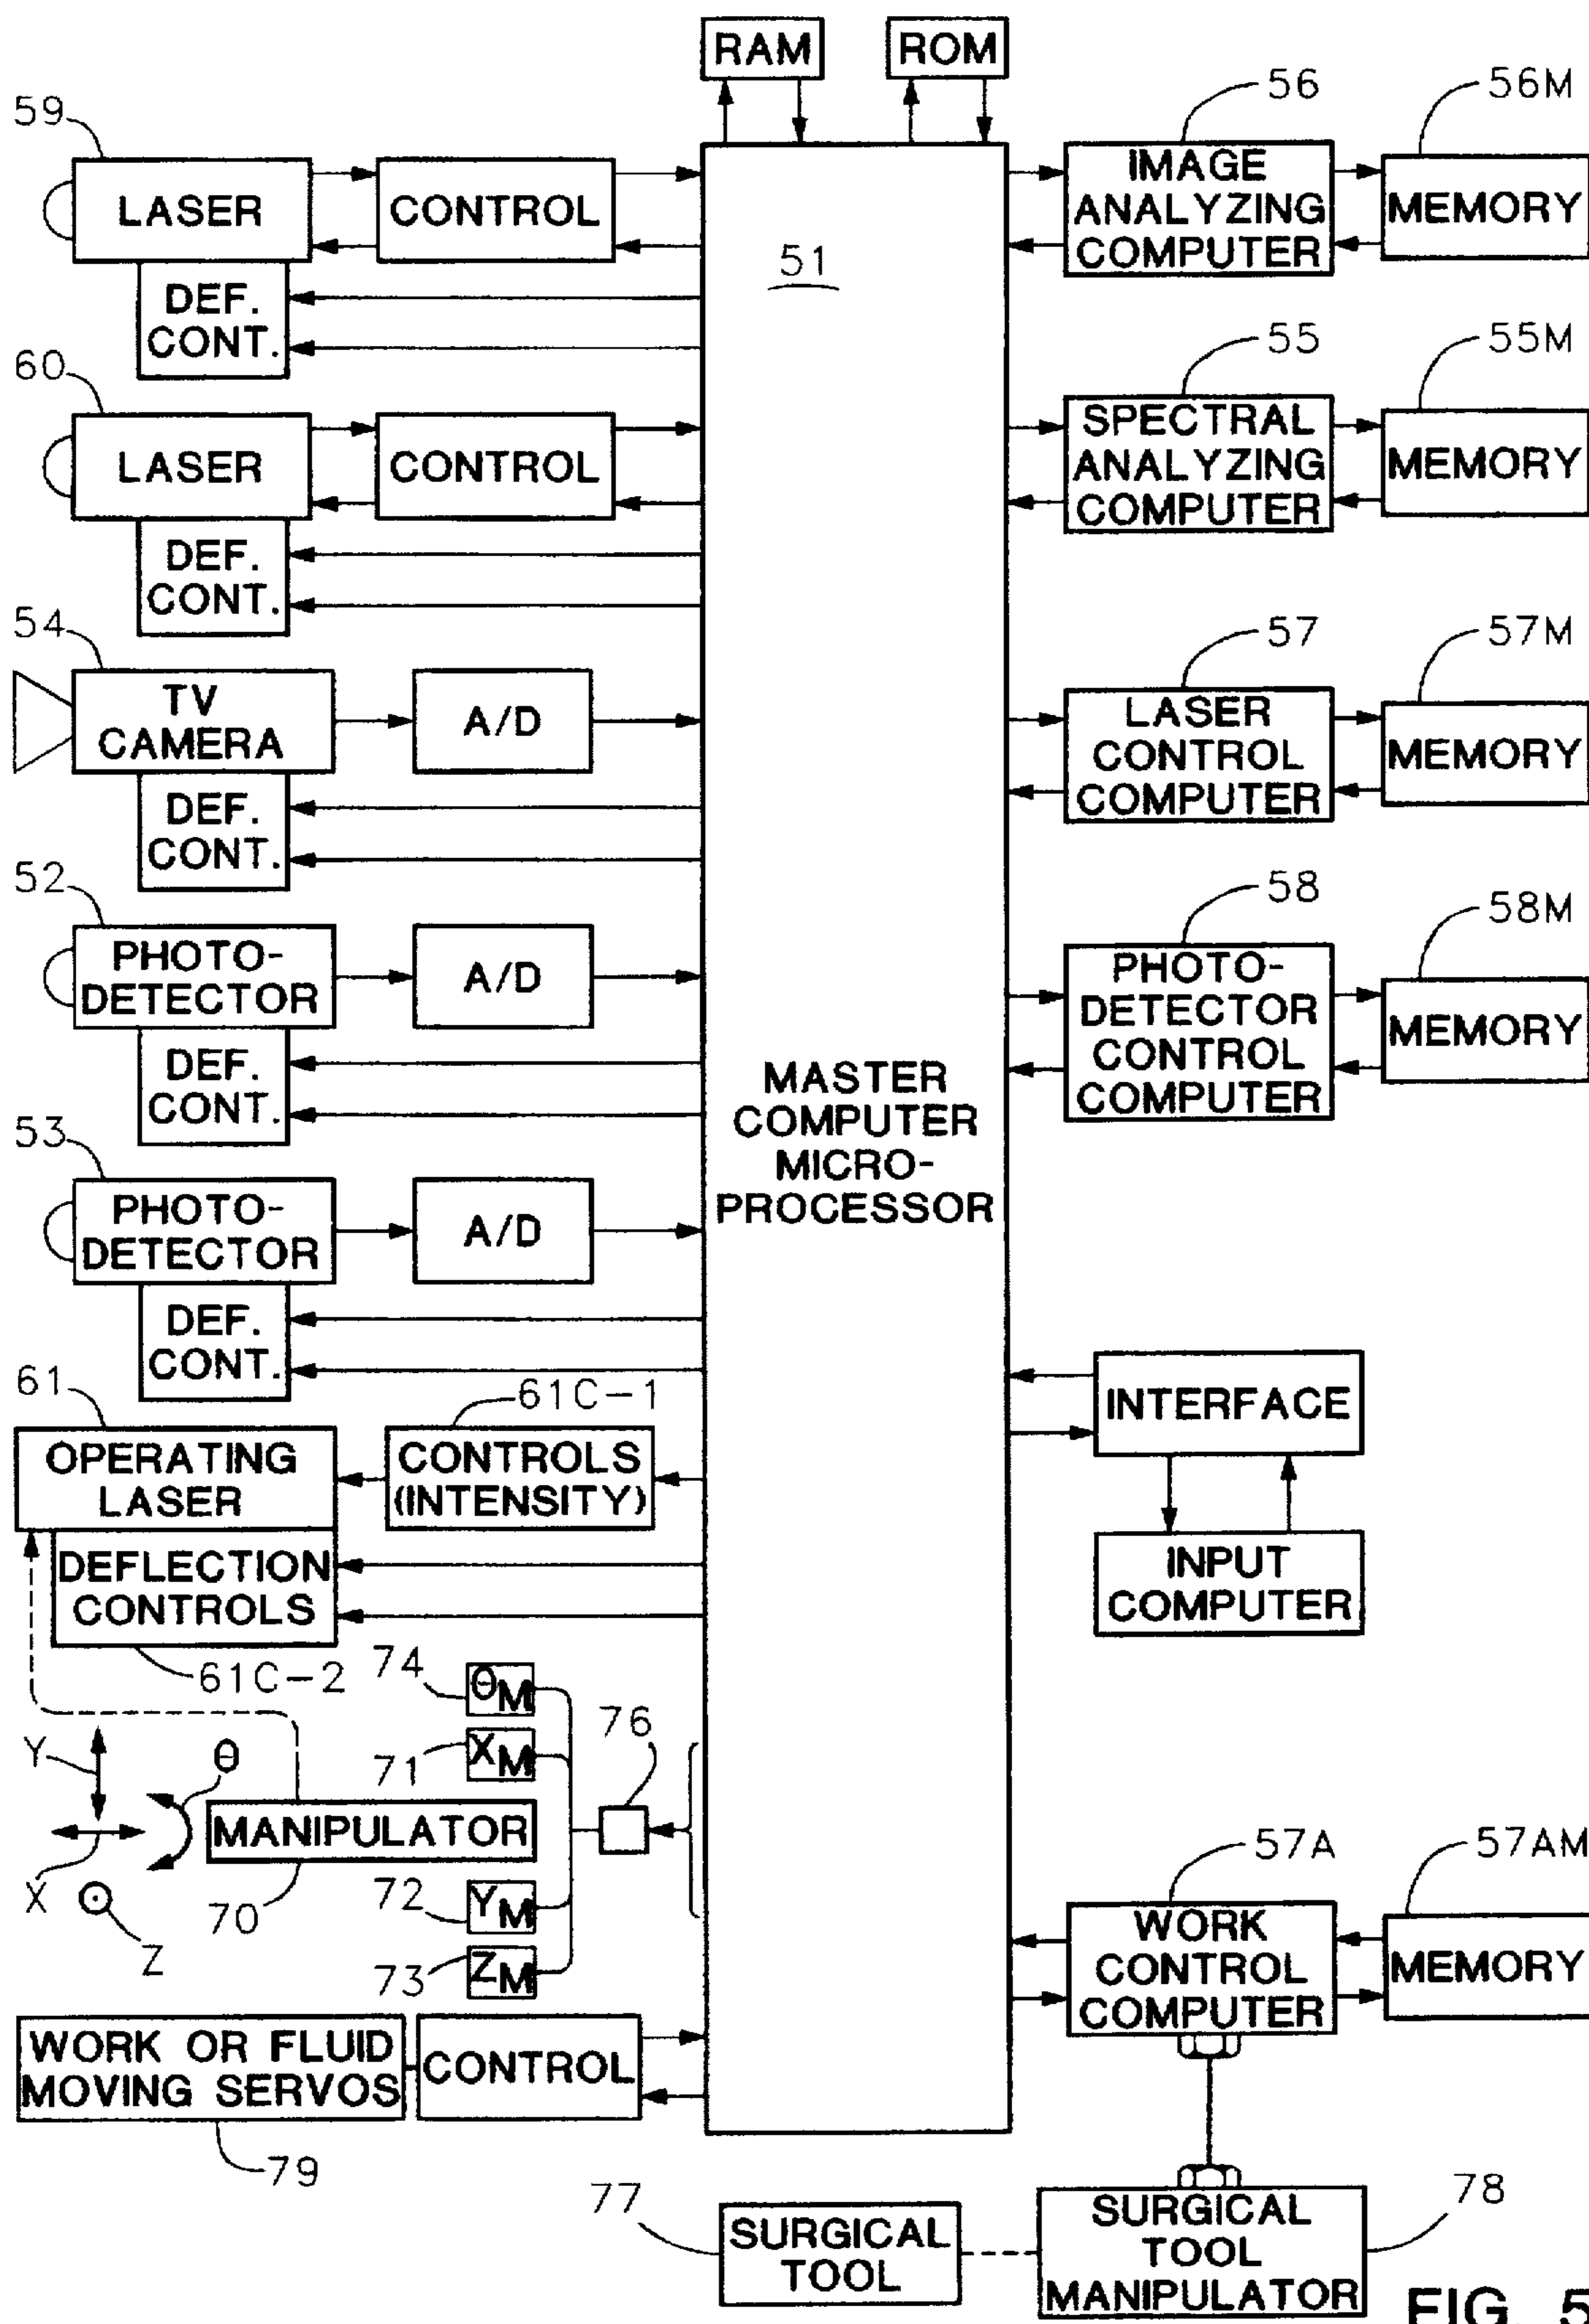 RAM
ROM
59
LASER
CONTROL
DEF.
CONT.
60
LASER
CONTROL
DEF.
CONT.
54
TV
CAMERA
A/D
DEF.
CONT.
52
PHOTO-
DETECTOR
A/D
DEF.
CONT.
53
PHOTO-
DETECTOR
A/D
DEF.
CONT.
61
OPERATING
LASER
61C-1
CONTROLS
(INTENSITY)
DEFLECTION
CONTROLS
61C-2
74
θM
71
XM
76
Y
θ
X
Z
MANIPULATOR
70
72
YM
73
ZM
WORK OR FLUID
MOVING SERVOS
CONTROL
79
51
MASTER
COMPUTER
MICRO-
PROCESSOR
56
IMAGE
ANALYZING
COMPUTER
56M
MEMORY
55
SPECTRAL
ANALYZING
COMPUTER
55M
MEMORY
57
LASER
CONTROL
COMPUTER
57M
MEMORY
58
PHOTO-
DETECTOR
CONTROL
COMPUTER
58M
MEMORY
INTERFACE
INPUT
COMPUTER
57A
WORK
CONTROL
COMPUTER
57AM
MEMORY
77
SURGICAL
TOOL
78
SURGICAL
TOOL
MANIPULATOR
FIG. 5